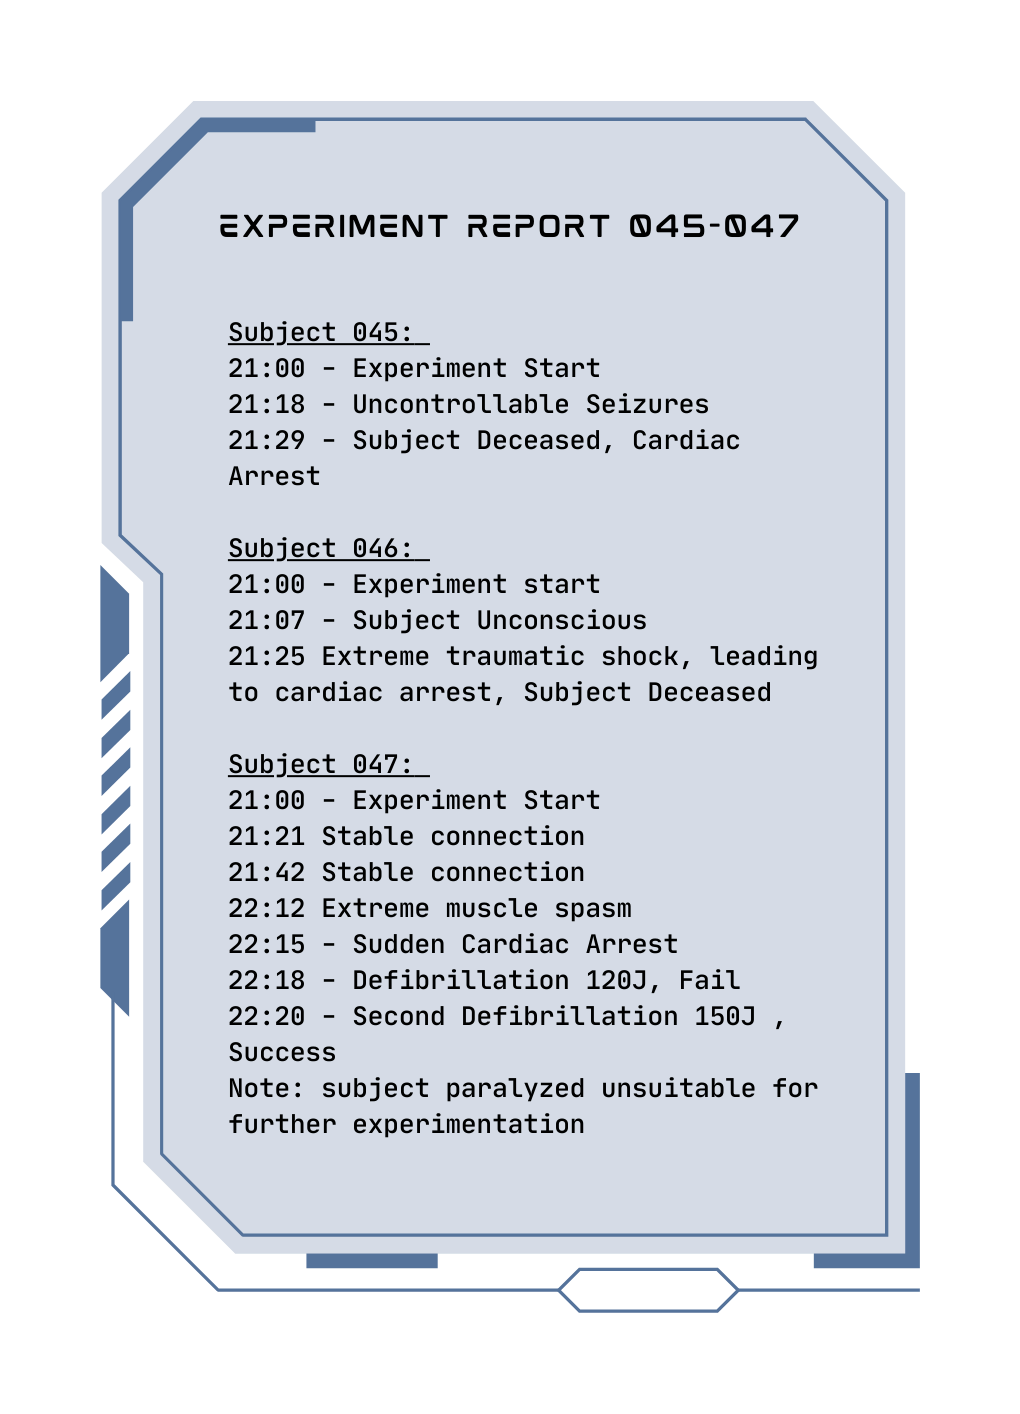 EXPERIMENT REPORT 045-047
Subject 045:
21:00 - Experiment Start
21:18 - Uncontrollable Seizures
21:29 - Subject Deceased, Cardiac
Arrest
Subject 046:
21:00 - Experiment start
21:07 - Subject Unconscious
21:25 Extreme traumatic shock, leading
to cardiac arrest, Subject Deceased
Subject 047:
21:00 - Experiment Start
21:21 Stable connection
21:42 Stable connection
22:12 Extreme muscle spasm
22:15 - Sudden Cardiac Arrest
22:18 - Defibrillation 120J, Fail
22:20 - Second Defibrillation 150J ,
Success
Note: subject paralyzed unsuitable for
further experimentation